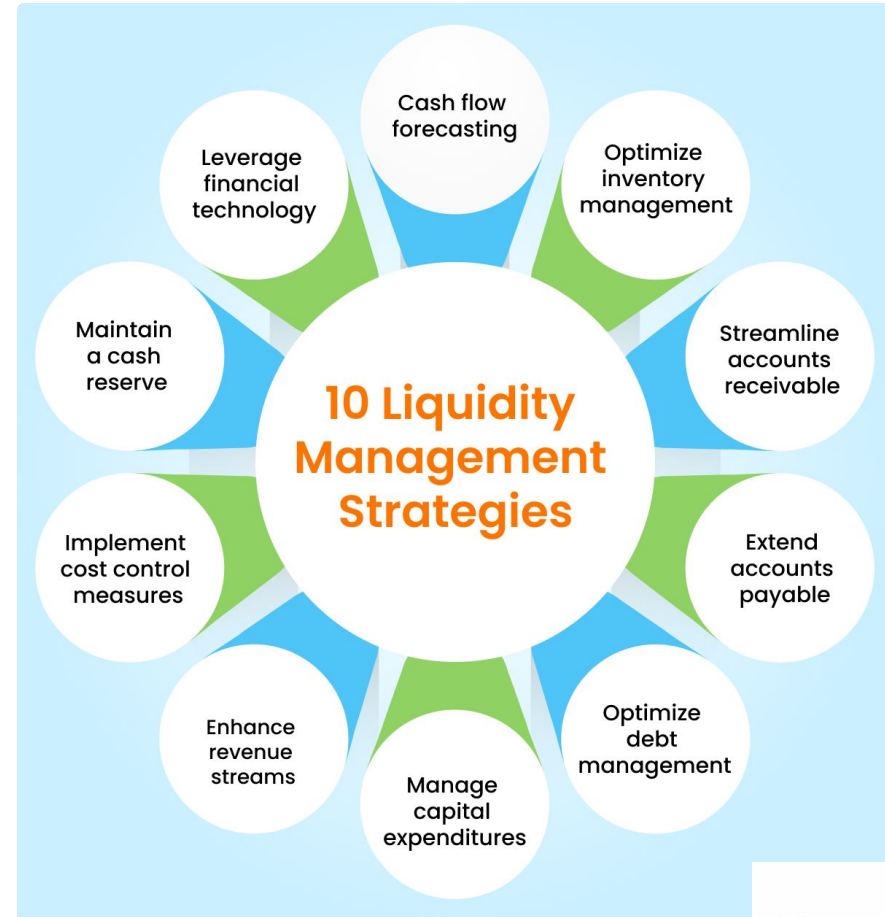 10 Liquidity
Management
Strategies
Cash flow
forecasting
Optimize
inventory
management
Streamline
accounts
receivable
Extend
accounts
payable
Optimize
debt
management
Manage
capital
expenditures
Enhance
revenue
streams
Implement
cost control
measures
Maintain
a cash
reserve
Leverage
financial
technology